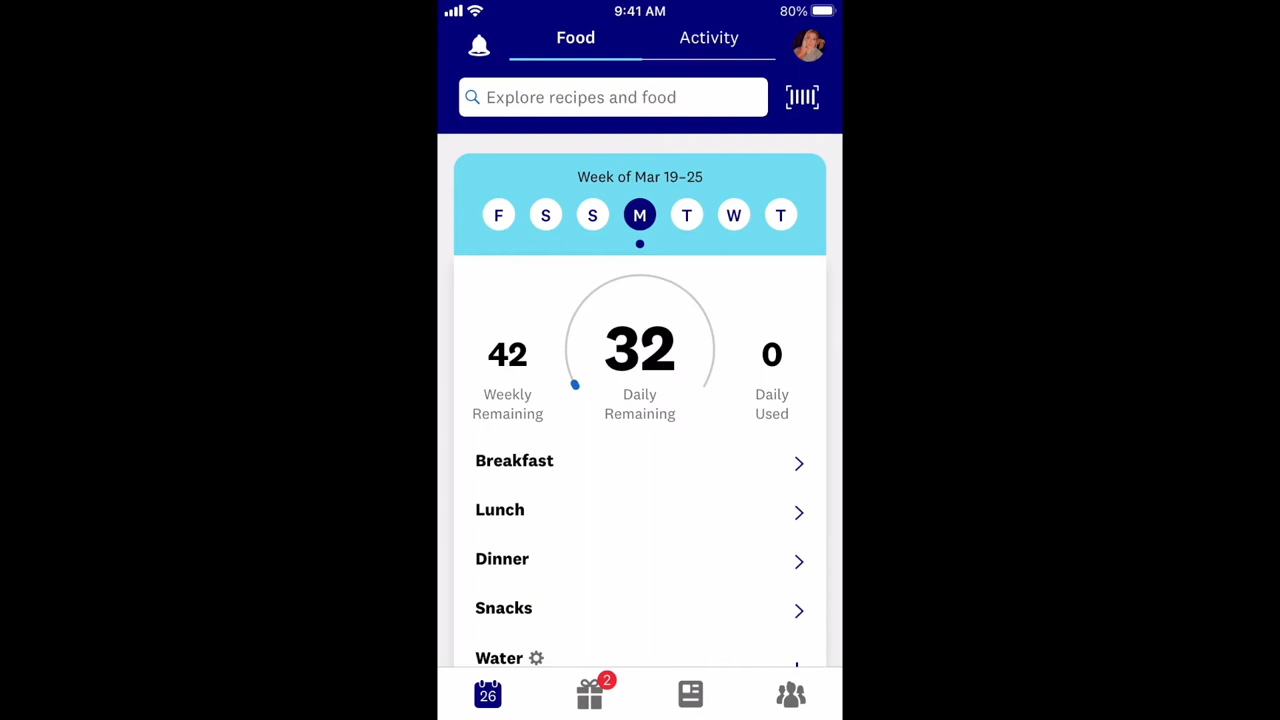 9:41 AM
80%
Food
Activity
Explore recipes and food
Week of Mar 19–25
F S S M T W T
42
32
0
Weekly
Remaining
Daily
Remaining
Daily
Used
Breakfast
Lunch
Dinner
Snacks
Water
26
2